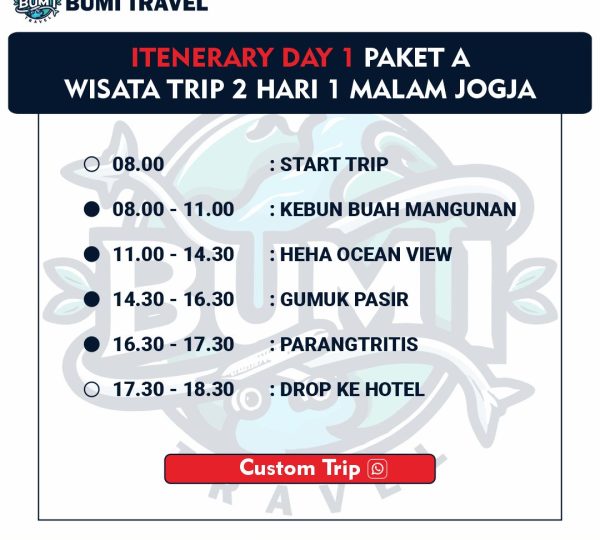 BUMI
TRAVEL
BUMI TRAVEL
ITENERARY DAY 1 PAKET A
WISATA TRIP 2 HARI 1 MALAM JOGJA
08.00 : START TRIP
08.00 - 11.00 : KEBUN BUAH MANGUNAN
11.00 - 14.30 : HEHA OCEAN VIEW
14.30 - 16.30 : GUMUK PASIR
16.30 - 17.30 : PARANGTRITIS
17.30 - 18.30 : DROP KE HOTEL
BUMI
TRAVEL
Custom Trip